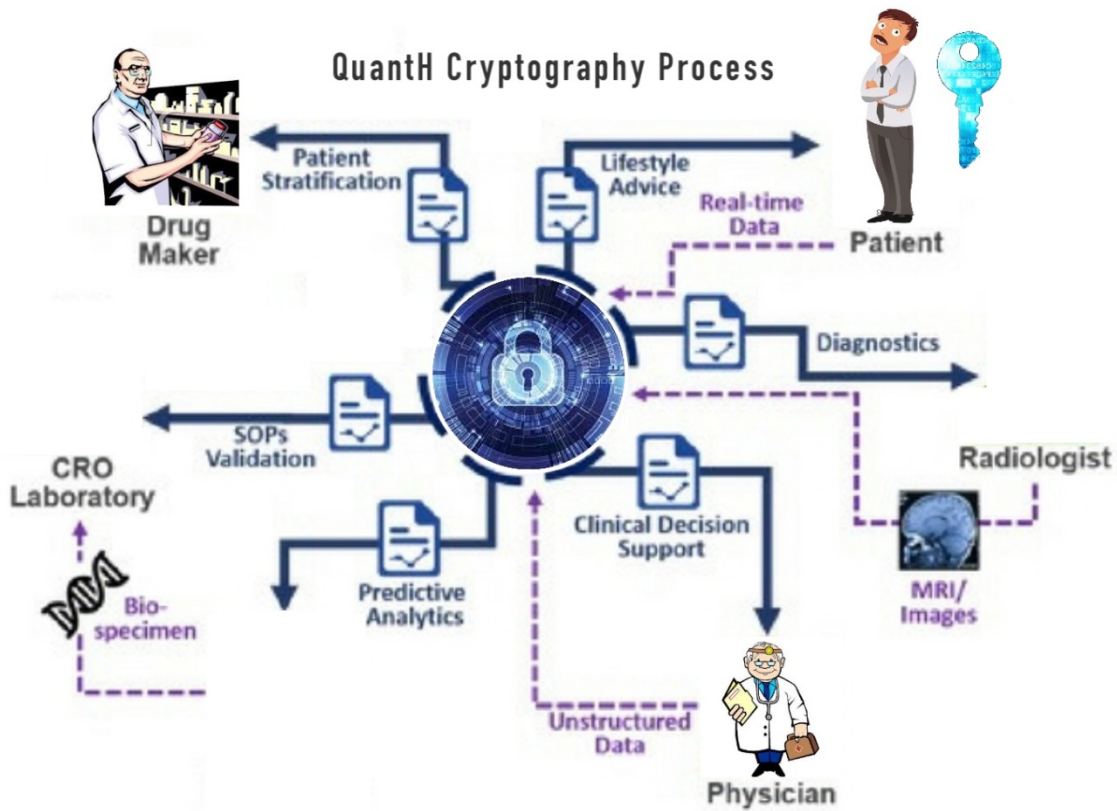 QuantH Cryptography Process
Patient
Stratification
Lifestyle
Advice
Real-time
Data
Drug
Maker
Patient
Diagnostics
SOPs
Validation
CRO
Laboratory
Radiologist
Clinical Decision
Support
Predictive
Analytics
MRI/
Images
Bio-
specimen
Unstructured
Data
Physician